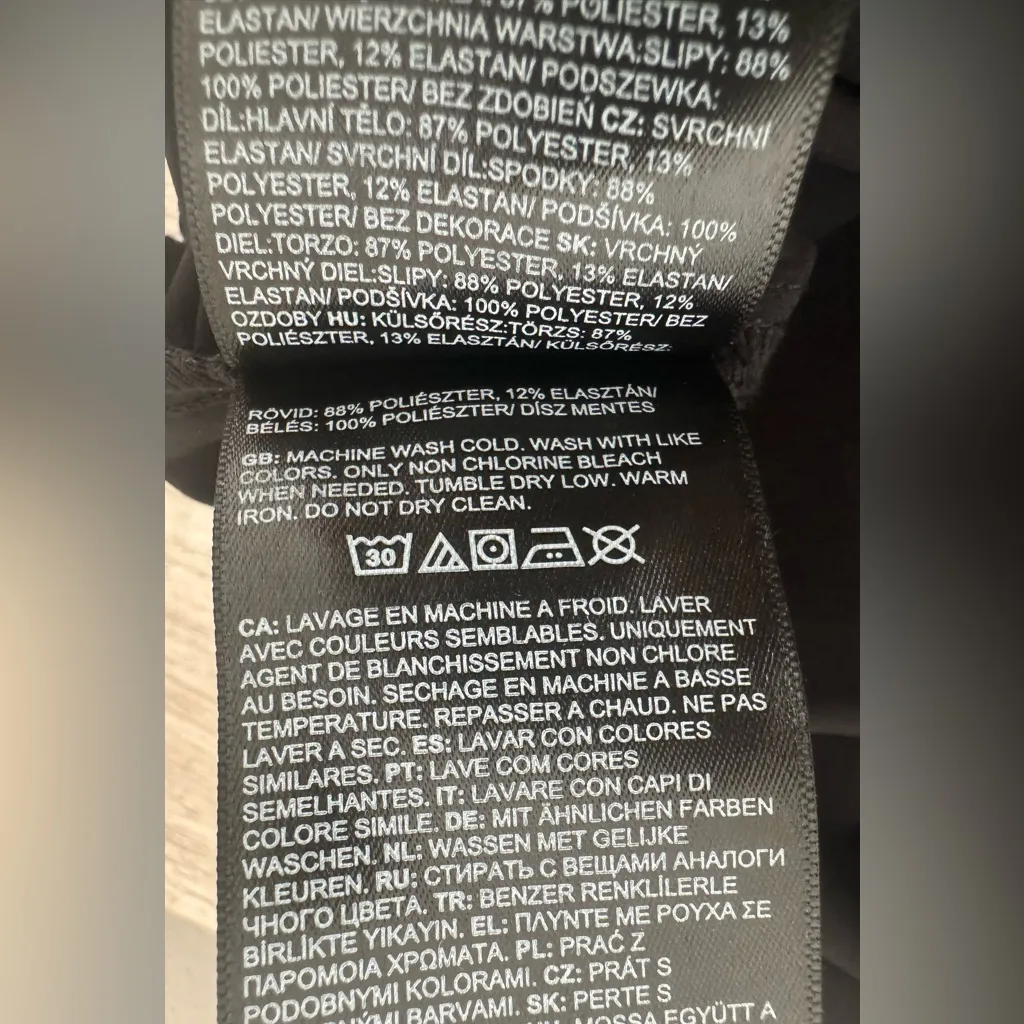 87% POLIESTER, 13%
ELASTAN/ WIERZCHNIA WARSTWA:SLIPY: 88%
POLIESTER, 12% ELASTAN/ PODSZEWKA:
100% POLIESTER/ BEZ ZDOBIEŃ CZ: SVRCHNÍ
DÍL:HLAVNÍ TĚLO: 87% POLYESTER, 13%
ELASTAN/ SVRCHNÍ DÍL:SPODKY: 88%
POLYESTER, 12% ELASTAN/ PODŠÍVKA: 100%
POLYESTER/ BEZ DEKORACE SK: VRCHNÝ
DIEL:TORZO: 87% POLYESTER, 13% ELASTAN/
VRCHNÝ DIEL:SLIPY: 88% POLYESTER, 12%
ELASTAN/ PODŠÍVKA: 100% POLYESTER/ BEZ
OZDOBY HU: KÜLSŐRÉSZ:TÖRZS: 87%
POLIÉSZTER, 13% ELASZTÁN/ KÜLSŐRÉSZ:
RÖVID: 88% POLIÉSZTER, 12% ELASZTÁN/
BÉLÉS: 100% POLIÉSZTER/ DÍSZ MENTES
GB: MACHINE WASH COLD. WASH WITH LIKE
COLORS. ONLY NON CHLORINE BLEACH
WHEN NEEDED. TUMBLE DRY LOW. WARM
IRON. DO NOT DRY CLEAN.
30
CA: LAVAGE EN MACHINE A FROID. LAVER
AVEC COULEURS SEMBLABLES. UNIQUEMENT
AGENT DE BLANCHISSEMENT NON CHLORE
AU BESOIN. SECHAGE EN MACHINE A BASSE
TEMPERATURE. REPASSER A CHAUD. NE PAS
LAVER A SEC. ES: LAVAR CON COLORES
SIMILARES. PT: LAVE COM CORES
SEMELHANTES. IT: LAVARE CON CAPI DI
COLORE SIMILE. DE: MIT ÄHNLICHEN FARBEN
WASCHEN. NL: WASSEN MET GELIJKE
KLEUREN. RU: СТИРАТЬ С ВЕЩАМИ АНАЛОГИ
ЧНОГО ЦВЕТА. TR: BENZER RENKLİLERLE
BİRLİKTE YIKAYIN. EL: ΠΛΥΝΤΕ ΜΕ ΡΟΥΧΑ ΣΕ
ΠΑΡΟΜΟΙΑ ΧΡΩΜΑΤΑ. PL: PRAĆ Z
PODOBNYMI KOLORAMI. CZ: PRÁT S
BARVAMI. SK: PERTE S
MOSSA EGYÜTT A